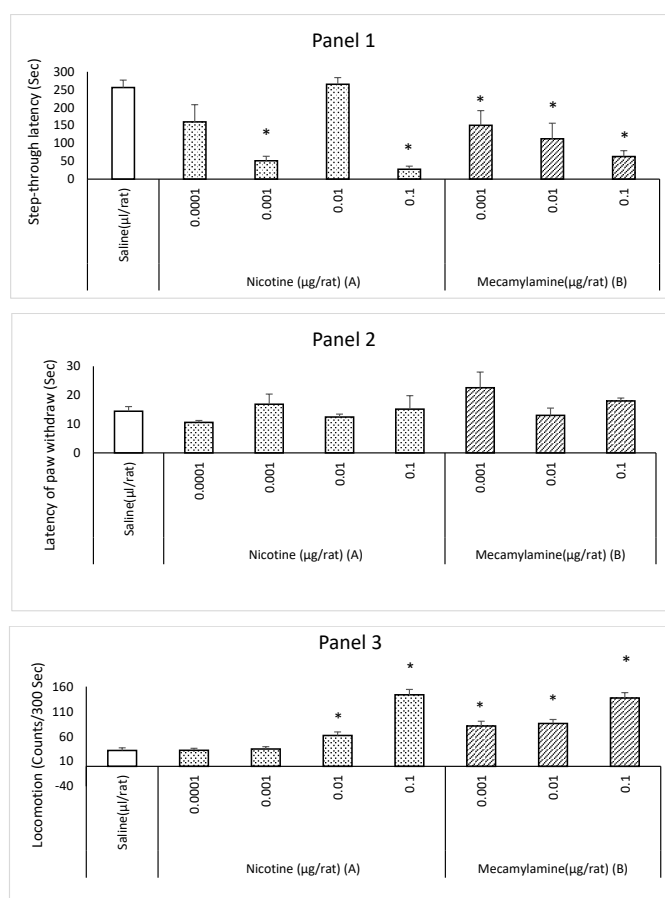 Panel 1
Step-through latency (Sec)
300
250
200
150
100
50
0
* * * * *
Saline(µl/rat)
0.0001
0.001
0.01
0.1
0.001
0.01
0.1
Nicotine (µg/rat) (A)
Mecamylamine(µg/rat) (B)
Panel 2
Latency of paw withdraw (Sec)
30
20
10
0
Saline(µl/rat)
0.0001
0.001
0.01
0.1
0.001
0.01
0.1
Nicotine (µg/rat) (A)
Mecamylamine(µg/rat) (B)
Panel 3
Locomotion (Counts/300 Sec)
160
110
60
10
-40
* * * * *
Saline(µl/rat)
0.0001
0.001
0.01
0.1
0.001
0.01
0.1
Nicotine (µg/rat) (A)
Mecamylamine(µg/rat) (B)